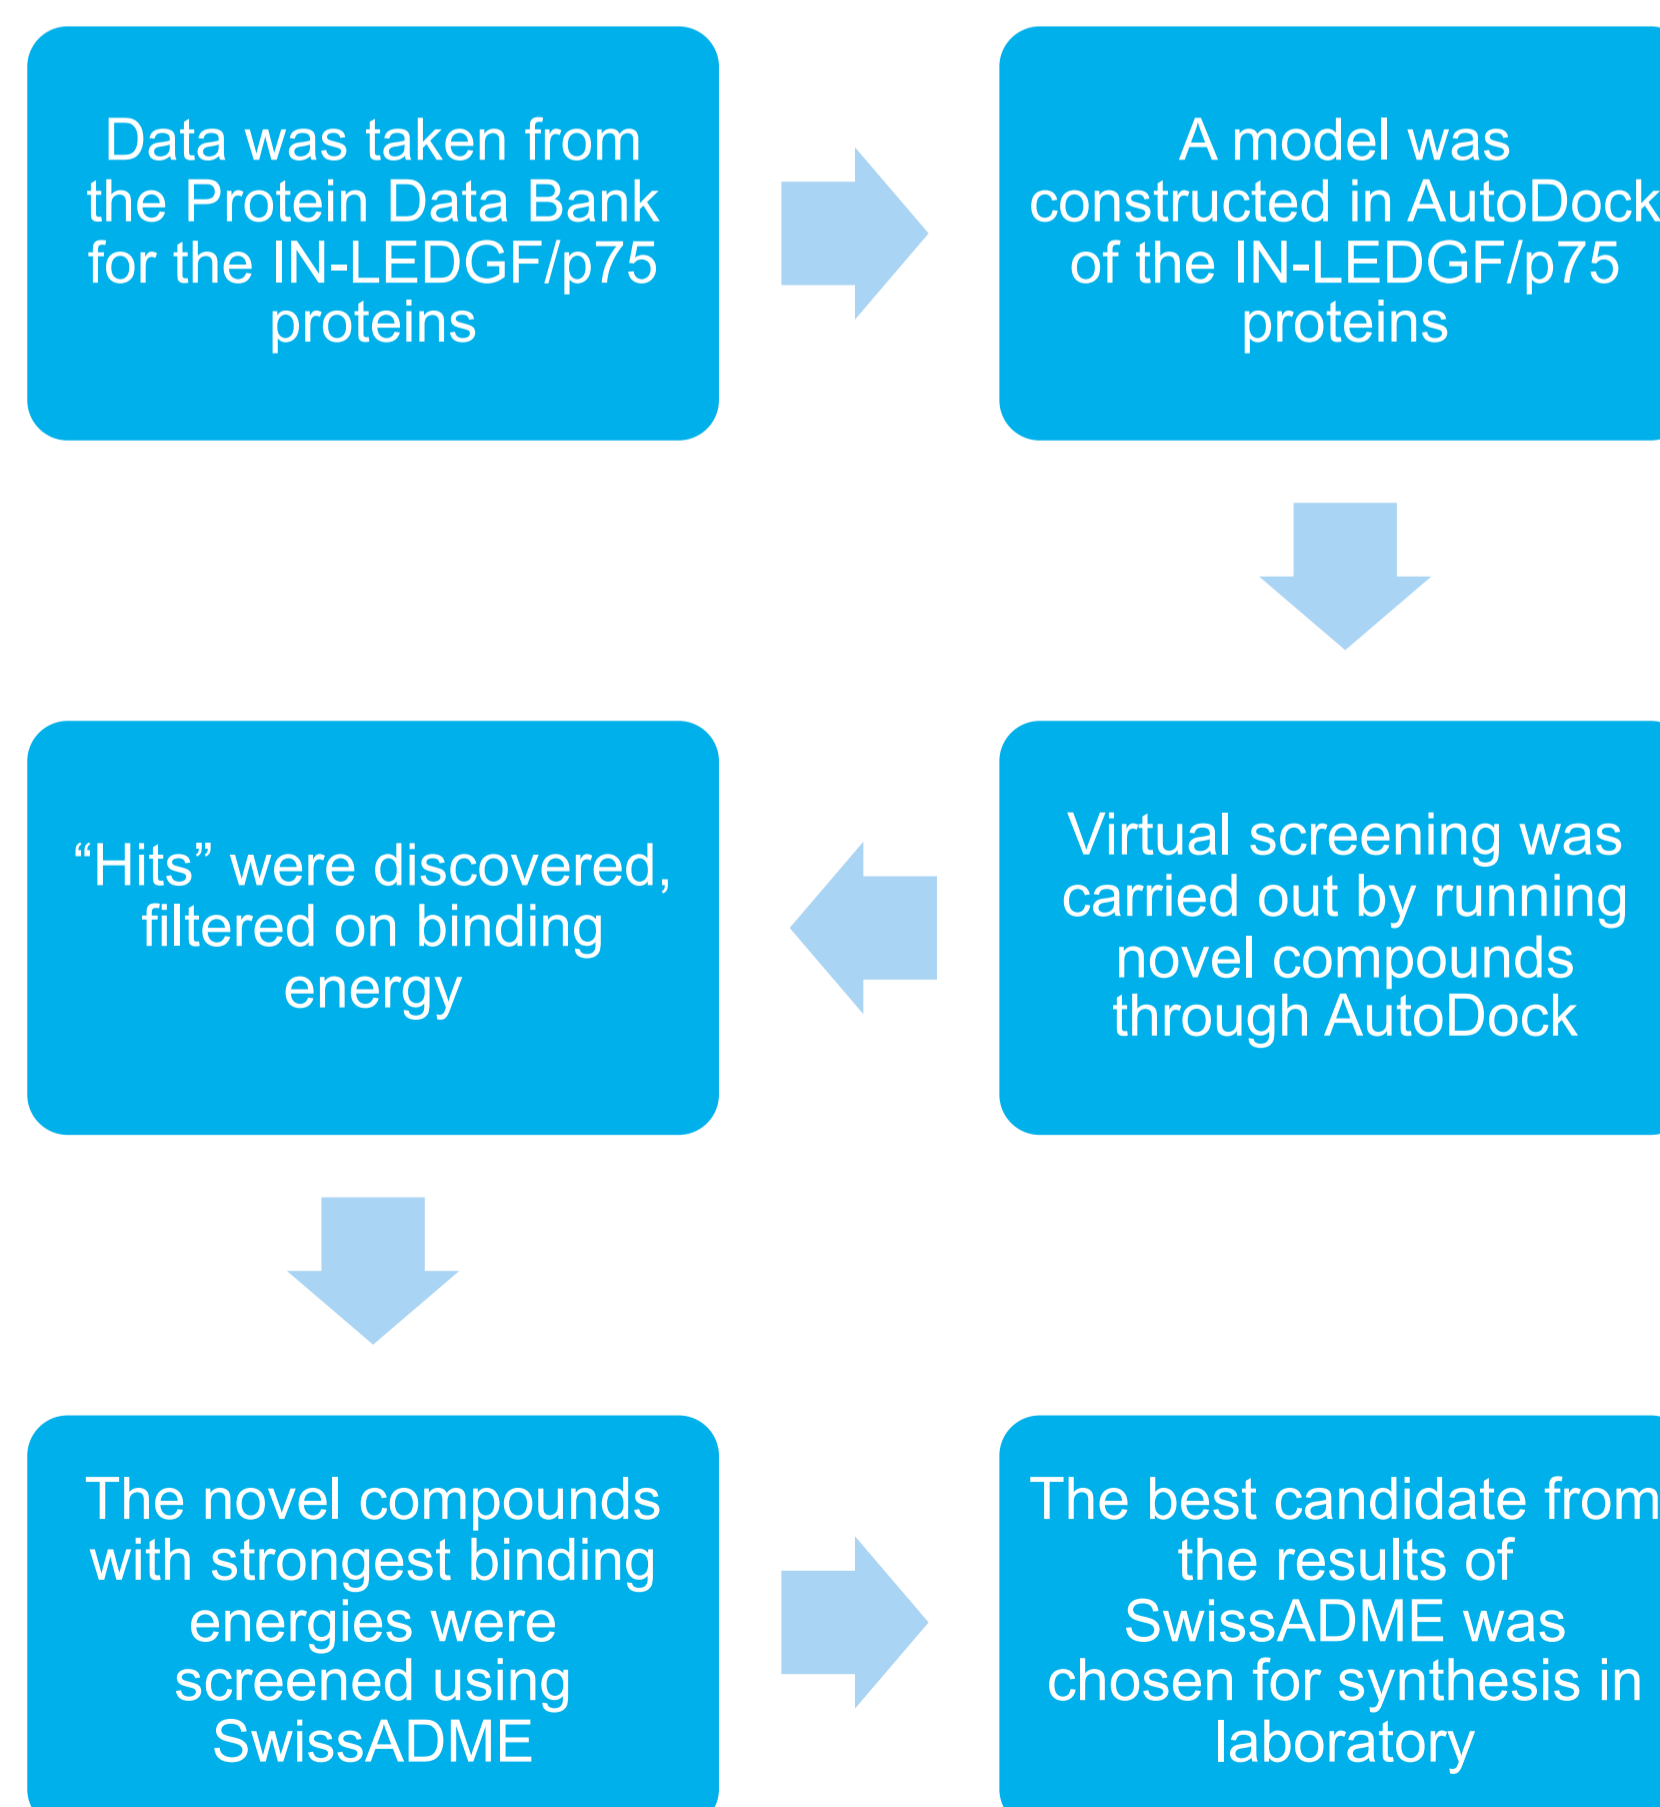 Data was taken from
the Protein Data Bank
for the IN-LEDGF/p75
proteins
A model was
constructed in AutoDock
of the IN-LEDGF/p75
proteins
Virtual screening was
carried out by running
novel compounds
through AutoDock
“Hits” were discovered,
filtered on binding
energy
The novel compounds
with strongest binding
energies were
screened using
SwissADME
The best candidate from
the results of
SwissADME was
chosen for synthesis in
laboratory